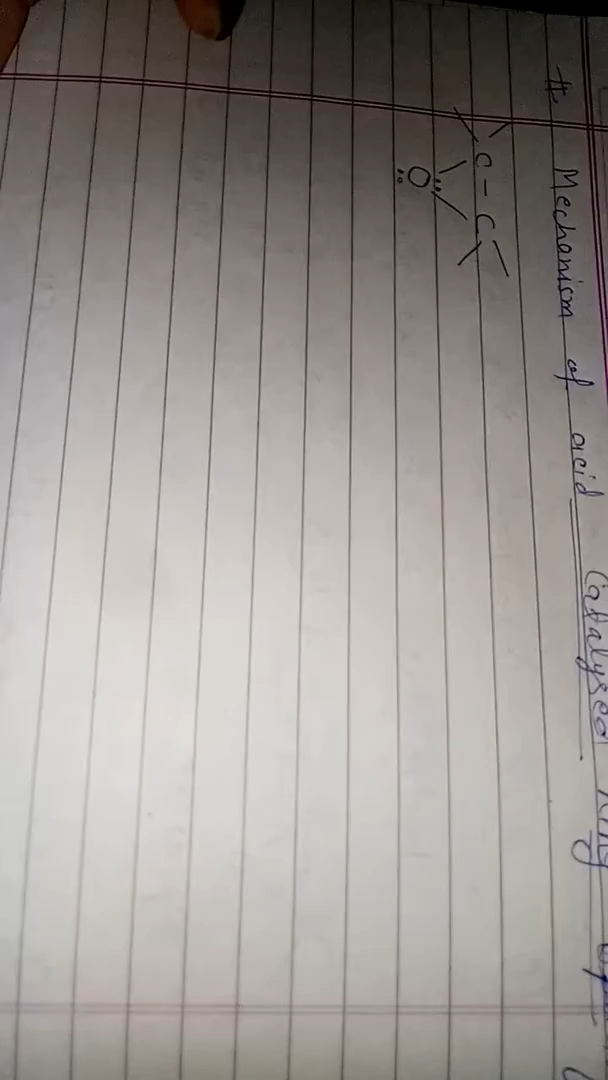 # Mechanism of acid Catalysed ring
C - C
:O: